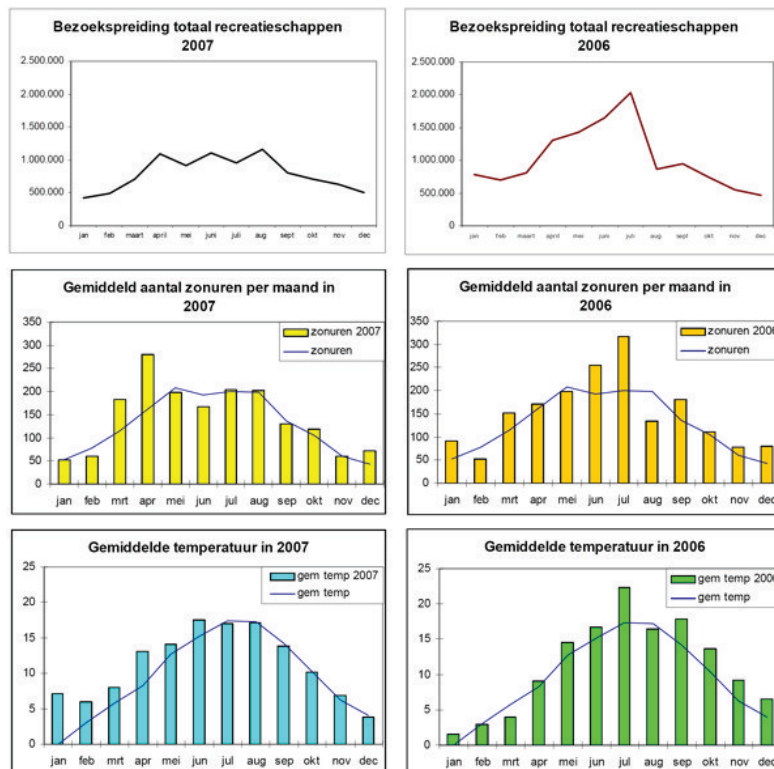 Bezoekspreiding totaal recreatieschappen
2007
2.500.000
2.000.000
1.500.000
1.000.000
500.000
0
jan feb maart april mei juni juli aug sept okt nov dec
Bezoekspreiding totaal recreatieschappen
2006
2.500.000
2.000.000
1.500.000
1.000.000
500.000
0
jan feb maart april mei juni juli aug sept okt nov dec
Gemiddeld aantal zonuren per maand in
2007
350
300
250
200
150
100
50
0
zonuren 2007
zonuren
jan feb mrt apr mei jun jul aug sep okt nov dec
Gemiddeld aantal zonuren per maand in
2006
350
300
250
200
150
100
50
0
zonuren 2006
zonuren
jan feb mrt apr mei jun jul aug sep okt nov dec
Gemiddelde temperatuur in 2007
25
20
15
10
5
0
gem temp 2007
gem temp
jan feb mrt apr mei jun jul aug sep okt nov dec
Gemiddelde temperatuur in 2006
25
20
15
10
5
0
gem temp 2006
gem temp
jan feb mrt apr mei jun jul aug sep okt nov dec